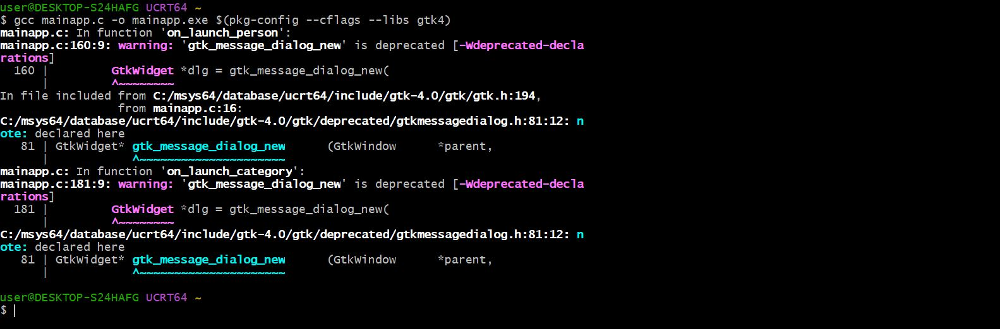 user@DESKTOP-S24HAFG UCRT64 ~
$ gcc mainapp.c -o mainapp.exe $(pkg-config --cflags --libs gtk4)
mainapp.c: In function 'on_launch_person':
mainapp.c:160:9: warning: 'gtk_message_dialog_new' is deprecated [-Wdeprecated-decla
rations]
  160 |         GtkWidget *dlg = gtk_message_dialog_new(
      |         ^~~~~~~~~
In file included from C:/msys64/database/ucrt64/include/gtk-4.0/gtk/gtk.h:194,
                 from mainapp.c:16:
C:/msys64/database/ucrt64/include/gtk-4.0/gtk/deprecated/gtkmessagedialog.h:81:12: n
ote: declared here
   81 | GtkWidget* gtk_message_dialog_new      (GtkWindow      *parent,
      |            ^~~~~~~~~~~~~~~~~~~~~~
mainapp.c: In function 'on_launch_category':
mainapp.c:181:9: warning: 'gtk_message_dialog_new' is deprecated [-Wdeprecated-decla
rations]
  181 |         GtkWidget *dlg = gtk_message_dialog_new(
      |         ^~~~~~~~~
C:/msys64/database/ucrt64/include/gtk-4.0/gtk/deprecated/gtkmessagedialog.h:81:12: n
ote: declared here
   81 | GtkWidget* gtk_message_dialog_new      (GtkWindow      *parent,
      |            ^~~~~~~~~~~~~~~~~~~~~~
user@DESKTOP-S24HAFG UCRT64 ~
$